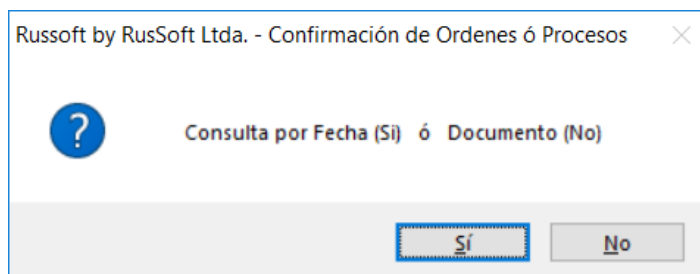 Russoft by RusSoft Ltda. - Confirmación de Ordenes ó Procesos
Consulta por Fecha (Si) ó Documento (No)
Sí No